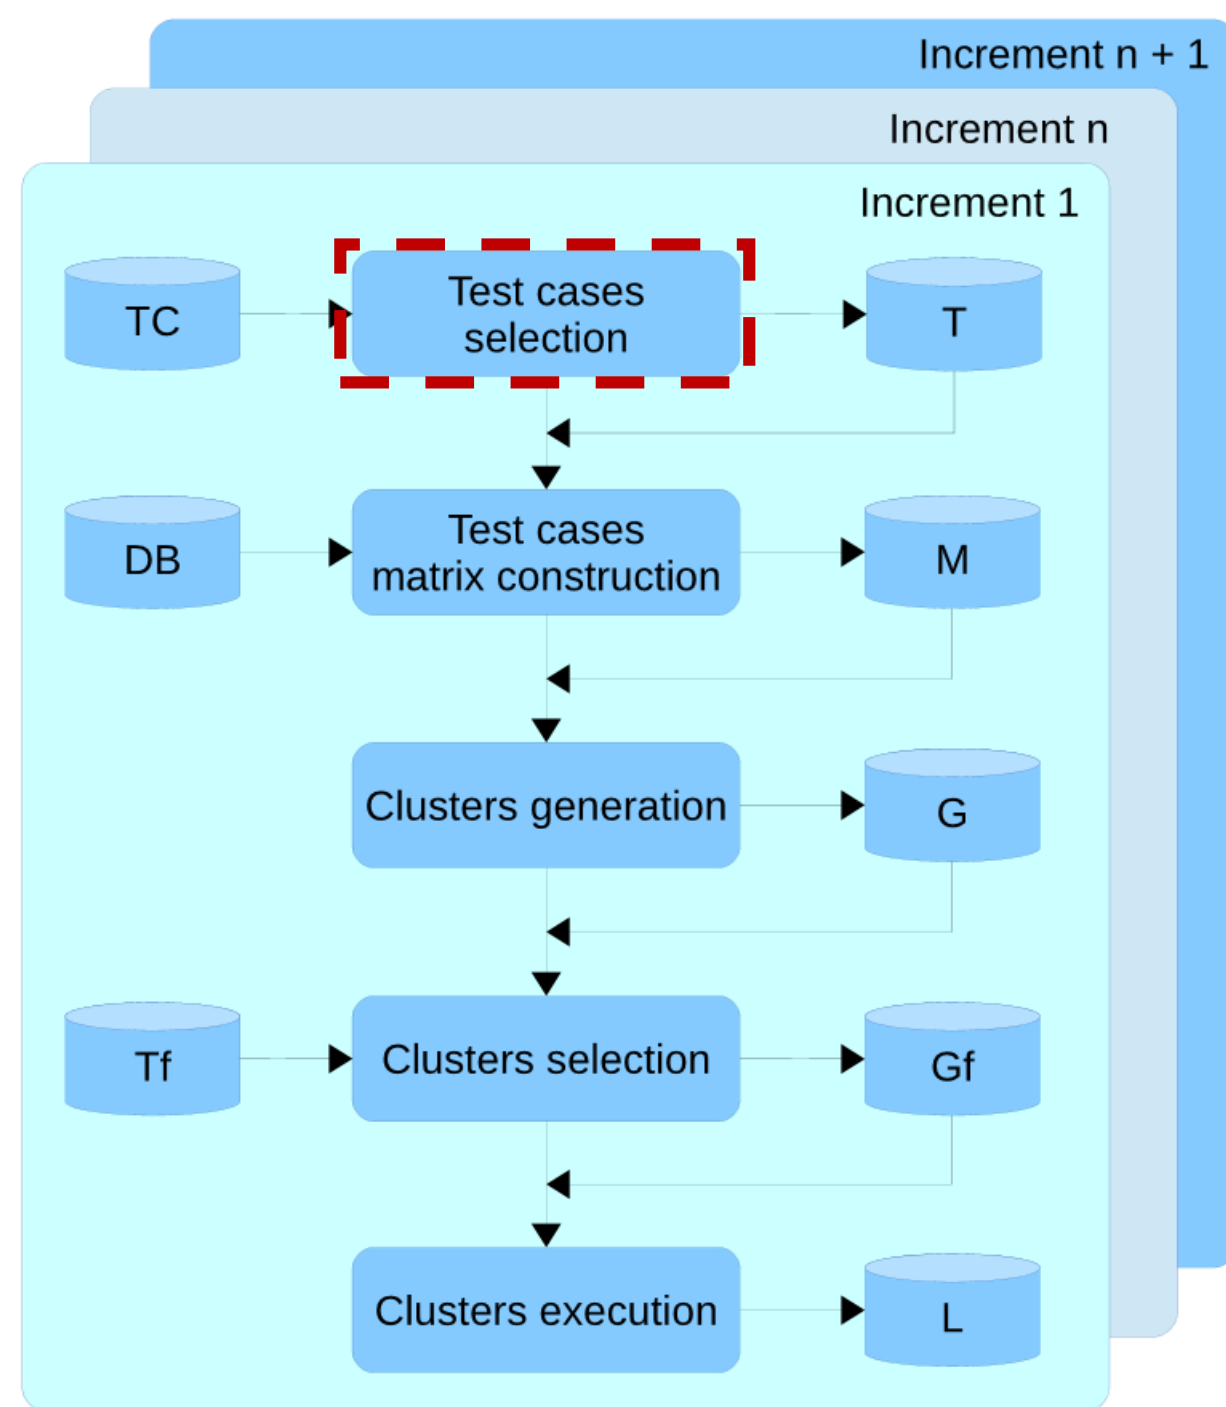 Increment n + 1
Increment n
Increment 1
TC
Test cases
selection
T
DB
Test cases
matrix construction
M
Clusters generation
G
Tf
Clusters selection
Gf
Clusters execution
L